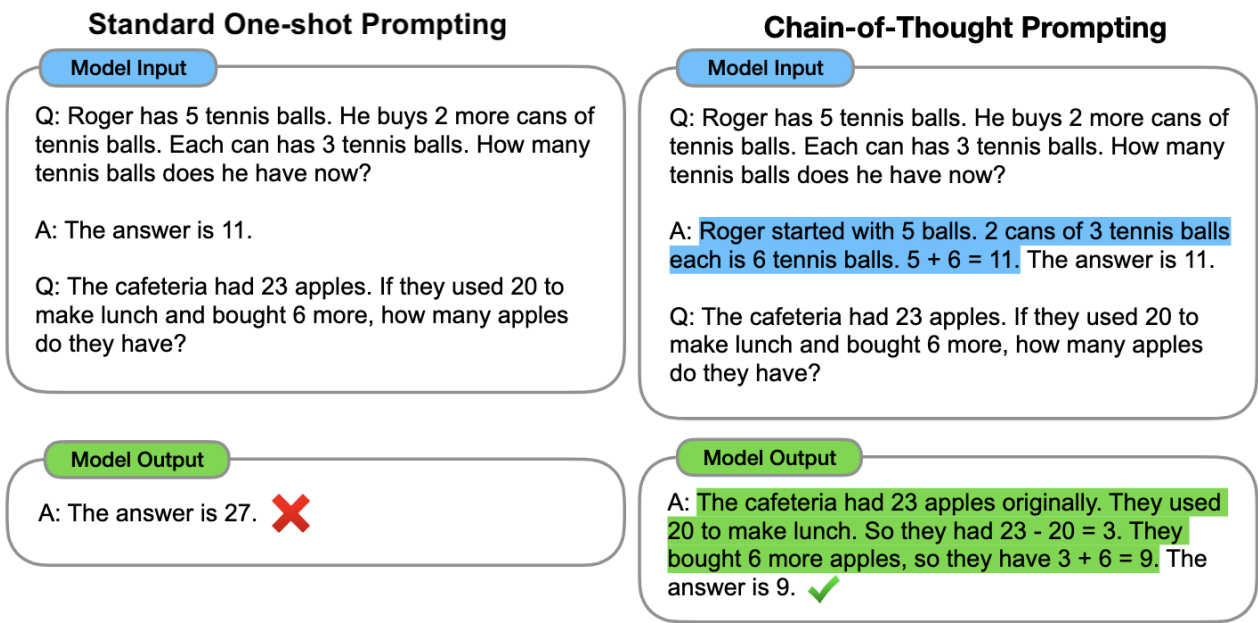 Standard One-shot Prompting
Model Input
Q: Roger has 5 tennis balls. He buys 2 more cans of
tennis balls. Each can has 3 tennis balls. How many
tennis balls does he have now?
A: The answer is 11.
Q: The cafeteria had 23 apples. If they used 20 to
make lunch and bought 6 more, how many apples
do they have?
Model Output
A: The answer is 27.
Chain-of-Thought Prompting
Model Input
Q: Roger has 5 tennis balls. He buys 2 more cans of
tennis balls. Each can has 3 tennis balls. How many
tennis balls does he have now?
A: Roger started with 5 balls. 2 cans of 3 tennis balls
each is 6 tennis balls. 5 + 6 = 11. The answer is 11.
Q: The cafeteria had 23 apples. If they used 20 to
make lunch and bought 6 more, how many apples
do they have?
Model Output
A: The cafeteria had 23 apples originally. They used
20 to make lunch. So they had 23 - 20 = 3. They
bought 6 more apples, so they have 3 + 6 = 9. The
answer is 9.